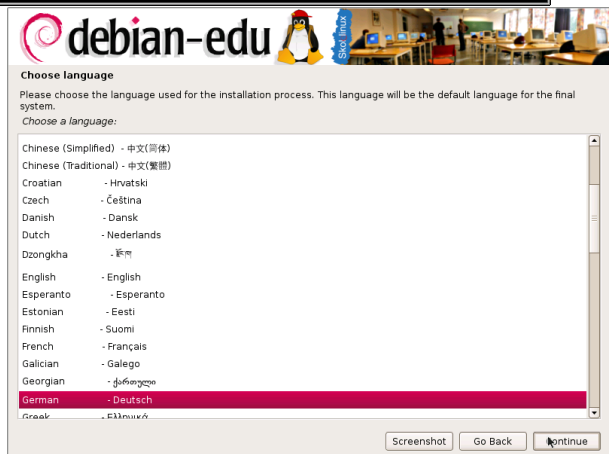 debian-edu
Skolelinux
Choose language
Please choose the language used for the installation process. This language will be the default language for the final
system.
Choose a language:
Chinese (Simplified) - 中文(简体)
Chinese (Traditional) - 中文(繁體)
Croatian - Hrvatski
Czech - Čeština
Danish - Dansk
Dutch - Nederlands
Dzongkha - རྫོང་ཁ།
English - English
Esperanto - Esperanto
Estonian - Eesti
Finnish - Suomi
French - Français
Galician - Galego
Georgian - ქართული
German - Deutsch
Greek - Ελληνικά
Screenshot
Go Back
Continue